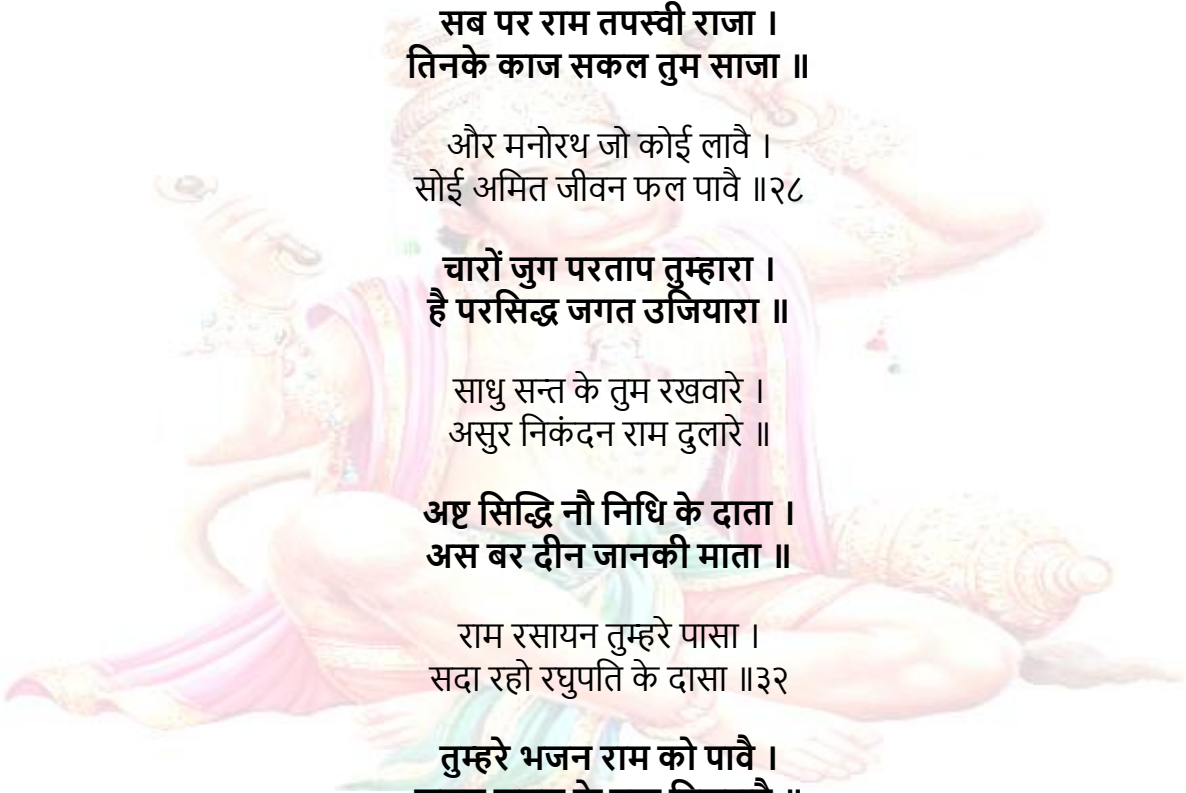 सब पर राम तपस्वी राजा ।
तिनके काज सकल तुम साजा ॥
और मनोरथ जो कोई लावै ।
सोई अमित जीवन फल पावै ॥२८
चारों जुग परताप तुम्हारा ।
है परसिद्ध जगत उजियारा ॥
साधु सन्त के तुम रखवारे ।
असुर निकंदन राम दुलारे ॥
अष्ट सिद्धि नौ निधि के दाता ।
अस बर दीन जानकी माता ॥
राम रसायन तुम्हरे पासा ।
सदा रहो रघुपति के दासा ॥३२
तुम्हरे भजन राम को पावै ।